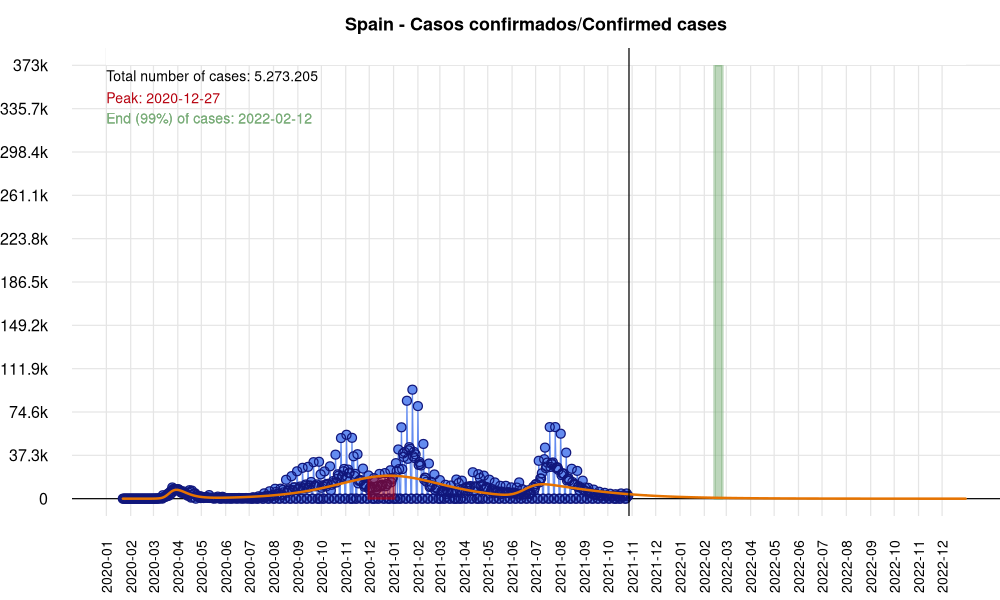 Spain - Casos confirmados/Confirmed cases
Total number of cases: 5.273.205
Peak: 2020-12-27
End (99%) of cases: 2022-02-12
373k
335.7k
298.4k
261.1k
223.8k
186.5k
149.2k
111.9k
74.6k
37.3k
0
2020-01
2020-02
2020-03
2020-04
2020-05
2020-06
2020-07
2020-08
2020-09
2020-10
2020-11
2020-12
2021-01
2021-02
2021-03
2021-04
2021-05
2021-06
2021-07
2021-08
2021-09
2021-10
2021-11
2021-12
2022-01
2022-02
2022-03
2022-04
2022-05
2022-06
2022-07
2022-08
2022-09
2022-10
2022-11
2022-12